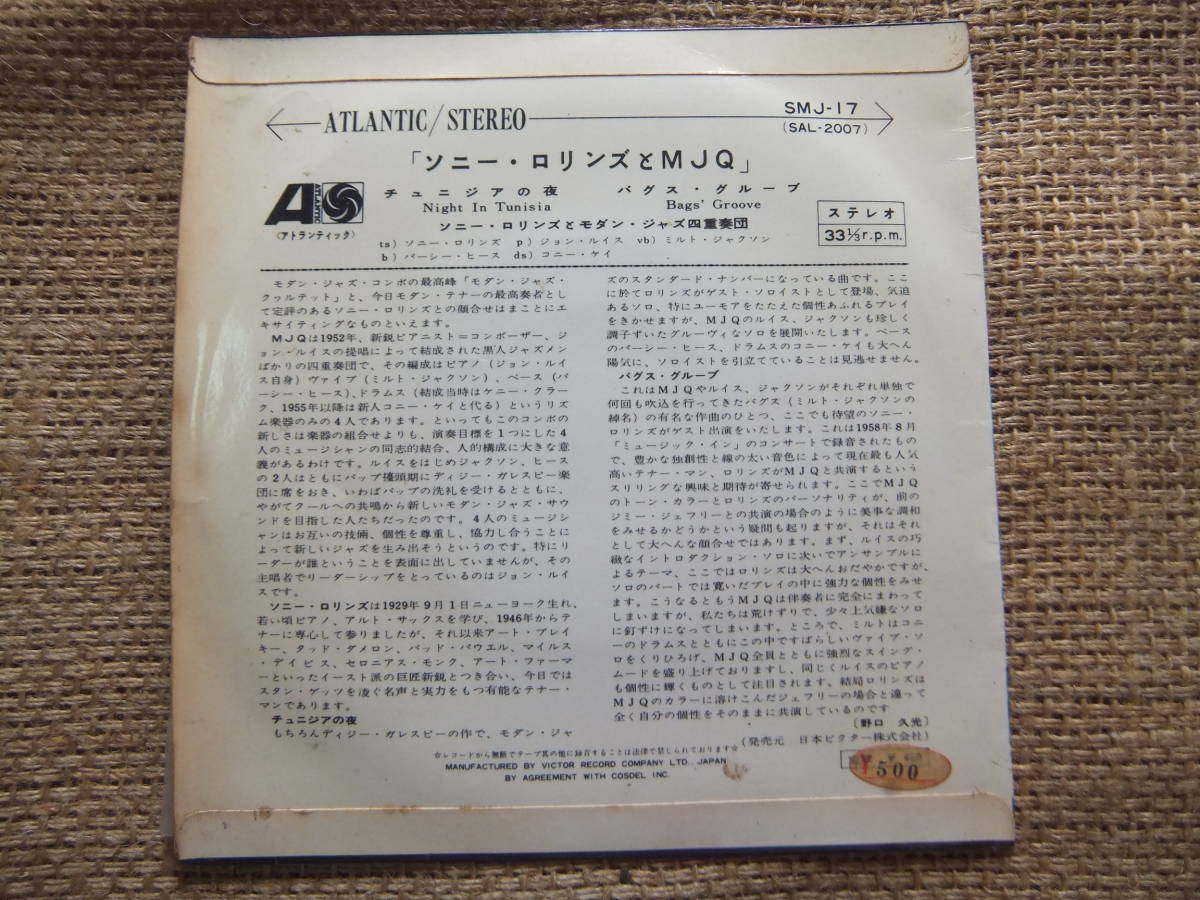 ATLANTIC/STEREO
SMJ-17
(SAL-2007)
「ソニー・ロリンズとMJQ」
チュニジアの夜　バグス・グルーブ
Night In Tunisia　Bags' Groove
ソニー・ロリンズとモダン・ジャズ四重奏団
ts) ソニー・ロリンズ p) ジョン・ルイス vb) ミルト・ジャクソン
b) パーシー・ヒース ds) コニー・ケイ
A
ATLANTIC
(アトランティック)
ステレオ
33⅓r.p.m.
モダン・ジャズ・コンボの最高峰「モダン・ジャズ・
クヮルテット」と、今日モダン・テナーの最高奏者とし
て定評のあるソニー・ロリンズとの顔合せはまことにエ
キサイティングなものといえます。
MJQは1952年、新鋭ピアニスト=コンポーザー、ジ
ョン・ルイスの提唱によって結成された黒人ジャズメン
ばかりの四重奏団で、その編成はピアノ(ジョン・ルイ
ス自身)ヴァイブ(ミルト・ジャクソン)、ベース(パ
ーシー・ヒース)、ドラムス(結成当時はケニー・クラー
ク、1955年以降は新人コニー・ケイと代る)というリズ
ム楽器のみの4人であります。といってもこのコンボの
新しさは楽器の組合せよりも、演奏目標を1つにした4
人のミュージシャンの同志的結合、人的構成に大きな意
義があるわけです。ルイスをはじめジャクソン、ヒース
の2人はともにバップ擡頭期にディジー・ガレスピー楽
団に席をおき、いわばバップの洗礼を受けるとともに、
やがてクールへの共鳴から新しいモダン・ジャズ・サウ
ンドを目指した人たちだったのです。4人のミュージシ
ャンはお互いの技倆、個性を尊重し、協力し合うことに
よって新しいジャズを生み出そうというのです。特にリ
ーダーが誰ということを表面に出していませんが、その
主唱者でリーダーシップをとっているのはジョン・ルイ
スです。
ソニー・ロリンズは1929年9月1日ニューヨーク生れ、
若い頃ピアノ、アルト・サックスを学び、1946年からテ
ナーに専心して参りましたが、それ以来アート・ブレイ
キー、タッド・ダメロン、バッド・パウエル、マイルス
・デイビス、セロニアス・モンク、アート・ファーマ
ーといったイースト派の巨匠新鋭とつき合い、今日では
スタン・ゲッツを凌ぐ名声と実力をもつ有能なテナー・
マンであります。
チュニジアの夜
もちろんディジー・ガレスピーの作で、モダン・ジャ
ズのスタンダード・ナンバーになっている曲です。ここ
に於てロリンズがゲスト・ソロイストとして登場、気迫
あるソロ、特にユーモアをたたえた個性あふれるプレイ
をきかせますが、MJQのルイス、ジャクソンも珍しく
調子づいたグルーヴィなソロを展開いたします。ベース
のパーシー・ヒース、ドラムスのコニー・ケイも大へん
陽気に、ソロイストを引立てていることは見逃せません。
バグス・グルーブ
これはMJQやルイス、ジャクソンがそれぞれ単独で
何回も吹込を行ってきたバグス(ミルト・ジャクソンの
綽名)の有名な作曲のひとつ、ここでも待望のソニー・
ロリンズがゲスト出演をいたします。これは1958年8月
「ミュージック・イン」のコンサートで録音されたもの
で、豊かな独創性と線の太い音色によって現在最も人気
高いテナー・マン、ロリンズがMJQと共演するという
スリリングな興味と期待が寄せられます。ここでMJQ
のトーン・カラーとロリンズのパーソナリティが、前の
ジミー・ジェフリーとの共演の場合のように美事な調和
をみせるかどうかという疑問も起りますが、それはそれ
として大へんな顔合せではあります。まず、ルイスの巧
緻なイントロダクション・ソロに次いでアンサンブルに
よるテーマ、ここではロリンズは大へんおだやかですが、
ソロのパートでは寛いだプレイの中に強力な個性をみせ
ます。こうなるともうMJQは伴奏者に完全にまわって
しまいますが、私たちは荒けずりで、少々上気嫌なソロ
に釘ずけになってしまいます。ところで、ミルトはコニ
ーのドラムスとともにこの中ですばらしいヴァイブ・ソ
ロをくりひろげ、MJQ全員とともに強烈なスイング・
ムードを盛り上げておりますし、同じくルイスのピアノ
も個性に輝くものとして注目されます。結局ロリンズは
MJQのカラーに溶けこんだジェフリーの場合と違って
全く自分の個性をそのままに共演しているのです
〔野口 久光〕
(発売元 日本ビクター株式会社)
☆レコードから無断でテープ其の他に録音することは法律で禁じられております☆
MANUFACTURED BY VICTOR RECORD COMPANY LTD. JAPAN
BY AGREEMENT WITH COSDEL INC.
¥500